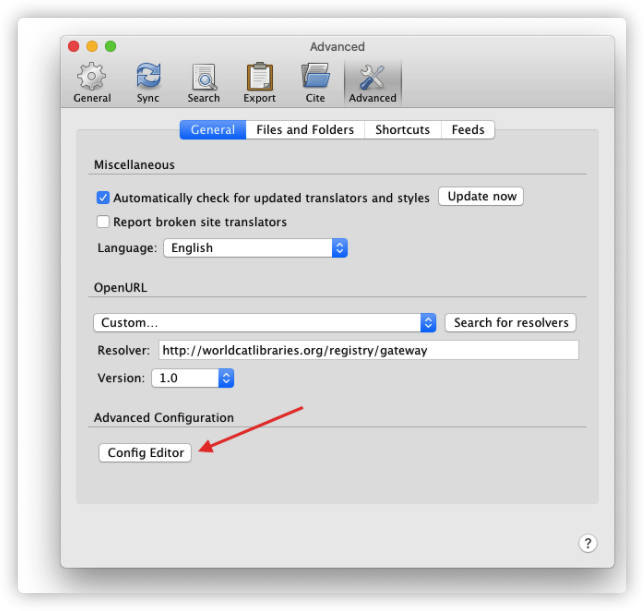 Advanced
General Sync Search Export Cite Advanced
General Files and Folders Shortcuts Feeds
Miscellaneous
Automatically check for updated translators and styles Update now
Report broken site translators
Language: English
OpenURL
Custom... Search for resolvers
Resolver: http://worldcatlibraries.org/registry/gateway
Version: 1.0
Advanced Configuration
Config Editor
?